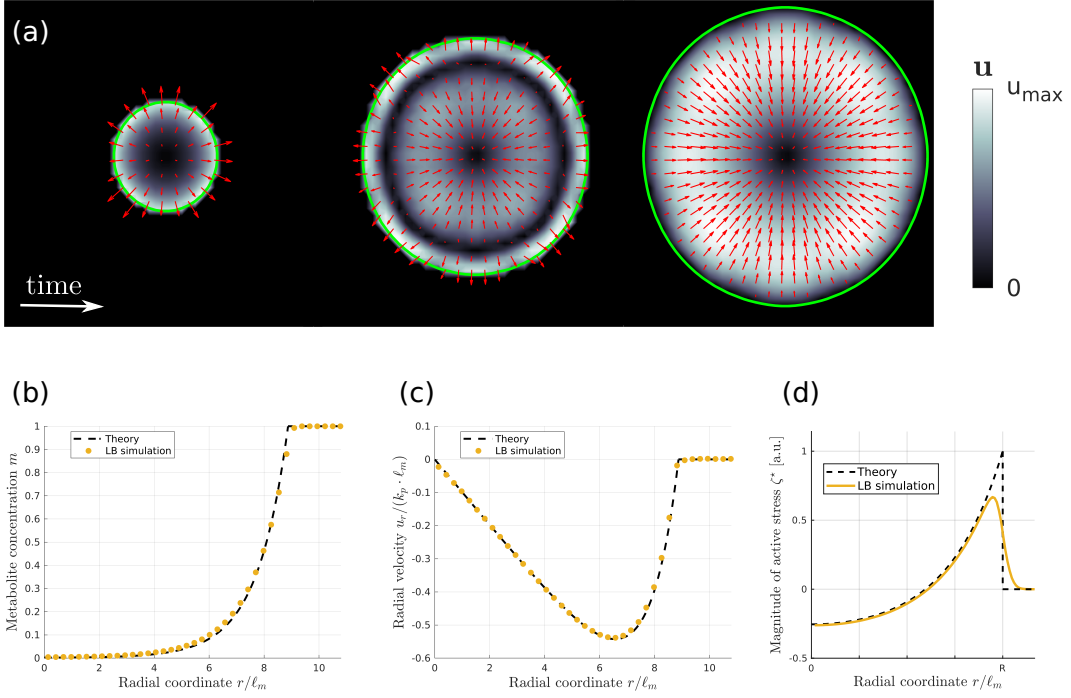 (a)
time
u
u_max
0
(b)
Metabolite concentration m
1
0.9
0.8
0.7
0.6
0.5
0.4
0.3
0.2
0.1
0
Theory
LB simulation
0 2 4 6 8 10
Radial coordinate r/ℓ_m
(c)
Radial velocity u_r/(k_p · ℓ_m)
0.1
0
-0.1
-0.2
-0.3
-0.4
-0.5
-0.6
Theory
LB simulation
0 2 4 6 8 10
Radial coordinate r/ℓ_m
(d)
Magnitude of active stress ζ* [a.u.]
1
0.5
0
-0.5
Theory
LB simulation
0 R
Radial coordinate r/ℓ_m